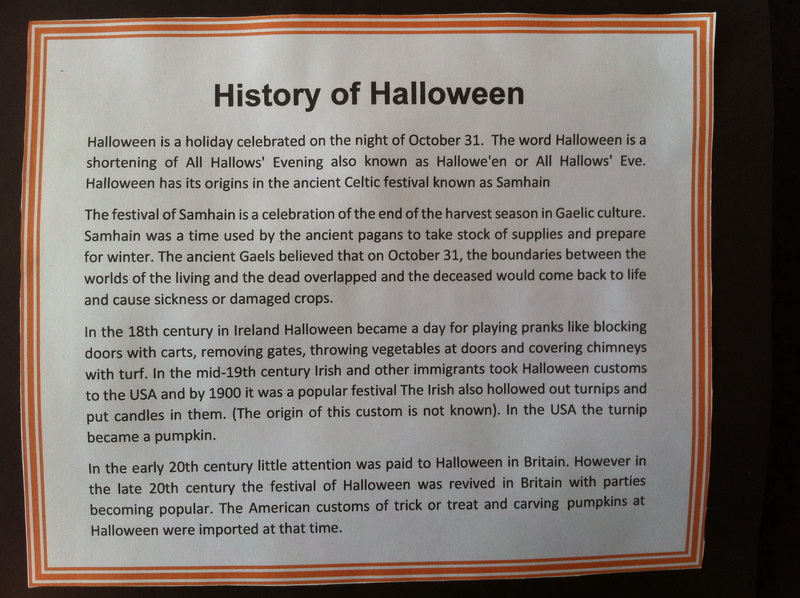 History of Halloween
Halloween is a holiday celebrated on the night of October 31. The word Halloween is a
shortening of All Hallows' Evening also known as Hallowe'en or All Hallows' Eve.
Halloween has its origins in the ancient Celtic festival known as Samhain
The festival of Samhain is a celebration of the end of the harvest season in Gaelic culture.
Samhain was a time used by the ancient pagans to take stock of supplies and prepare
for winter. The ancient Gaels believed that on October 31, the boundaries between the
worlds of the living and the dead overlapped and the deceased would come back to life
and cause sickness or damaged crops.
In the 18th century in Ireland Halloween became a day for playing pranks like blocking
doors with carts, removing gates, throwing vegetables at doors and covering chimneys
with turf. In the mid-19th century Irish and other immigrants took Halloween customs
to the USA and by 1900 it was a popular festival The Irish also hollowed out turnips and
put candles in them. (The origin of this custom is not known). In the USA the turnip
became a pumpkin.
In the early 20th century little attention was paid to Halloween in Britain. However in
the late 20th century the festival of Halloween was revived in Britain with parties
becoming popular. The American customs of trick or treat and carving pumpkins at
Halloween were imported at that time.